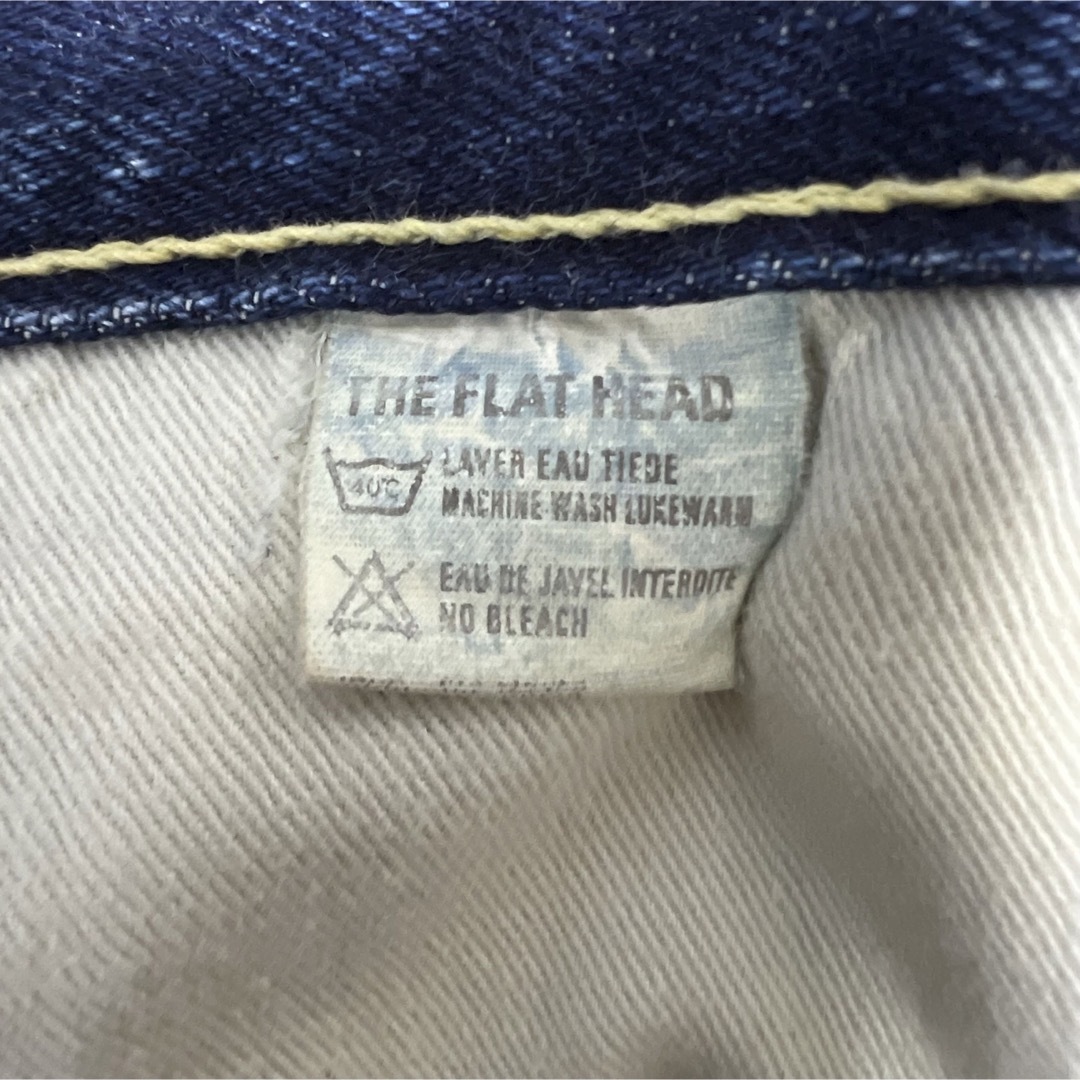 THE FLAT HEAD
40°C LAVER EAU TIEDE
MACHINE WASH LUKEWARM
EAU DE JAVEL INTERDITE
NO BLEACH